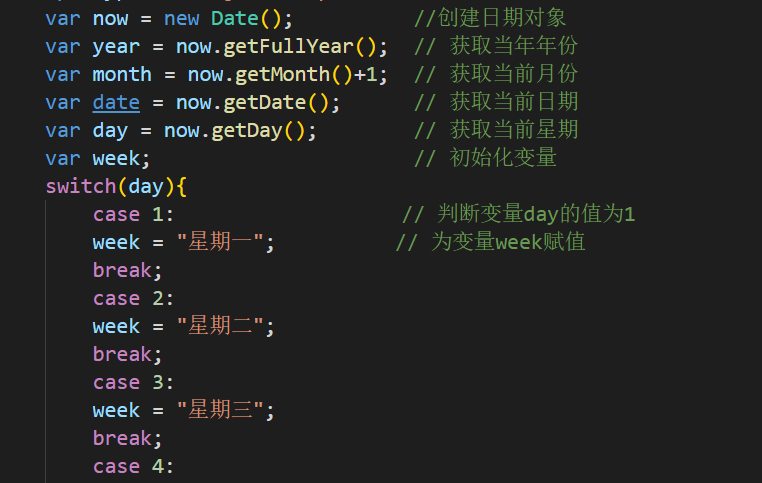 var now = new Date();          //创建日期对象
var year = now.getFullYear();  // 获取当年年份
var month = now.getMonth()+1;  // 获取当前月份
var date = now.getDate();      // 获取当前日期
var day = now.getDay();        // 获取当前星期
var week;                      // 初始化变量
switch(day){
    case 1:                   // 判断变量day的值为1
    week = "星期一";          // 为变量week赋值
    break;
    case 2:
    week = "星期二";
    break;
    case 3:
    week = "星期三";
    break;
    case 4: